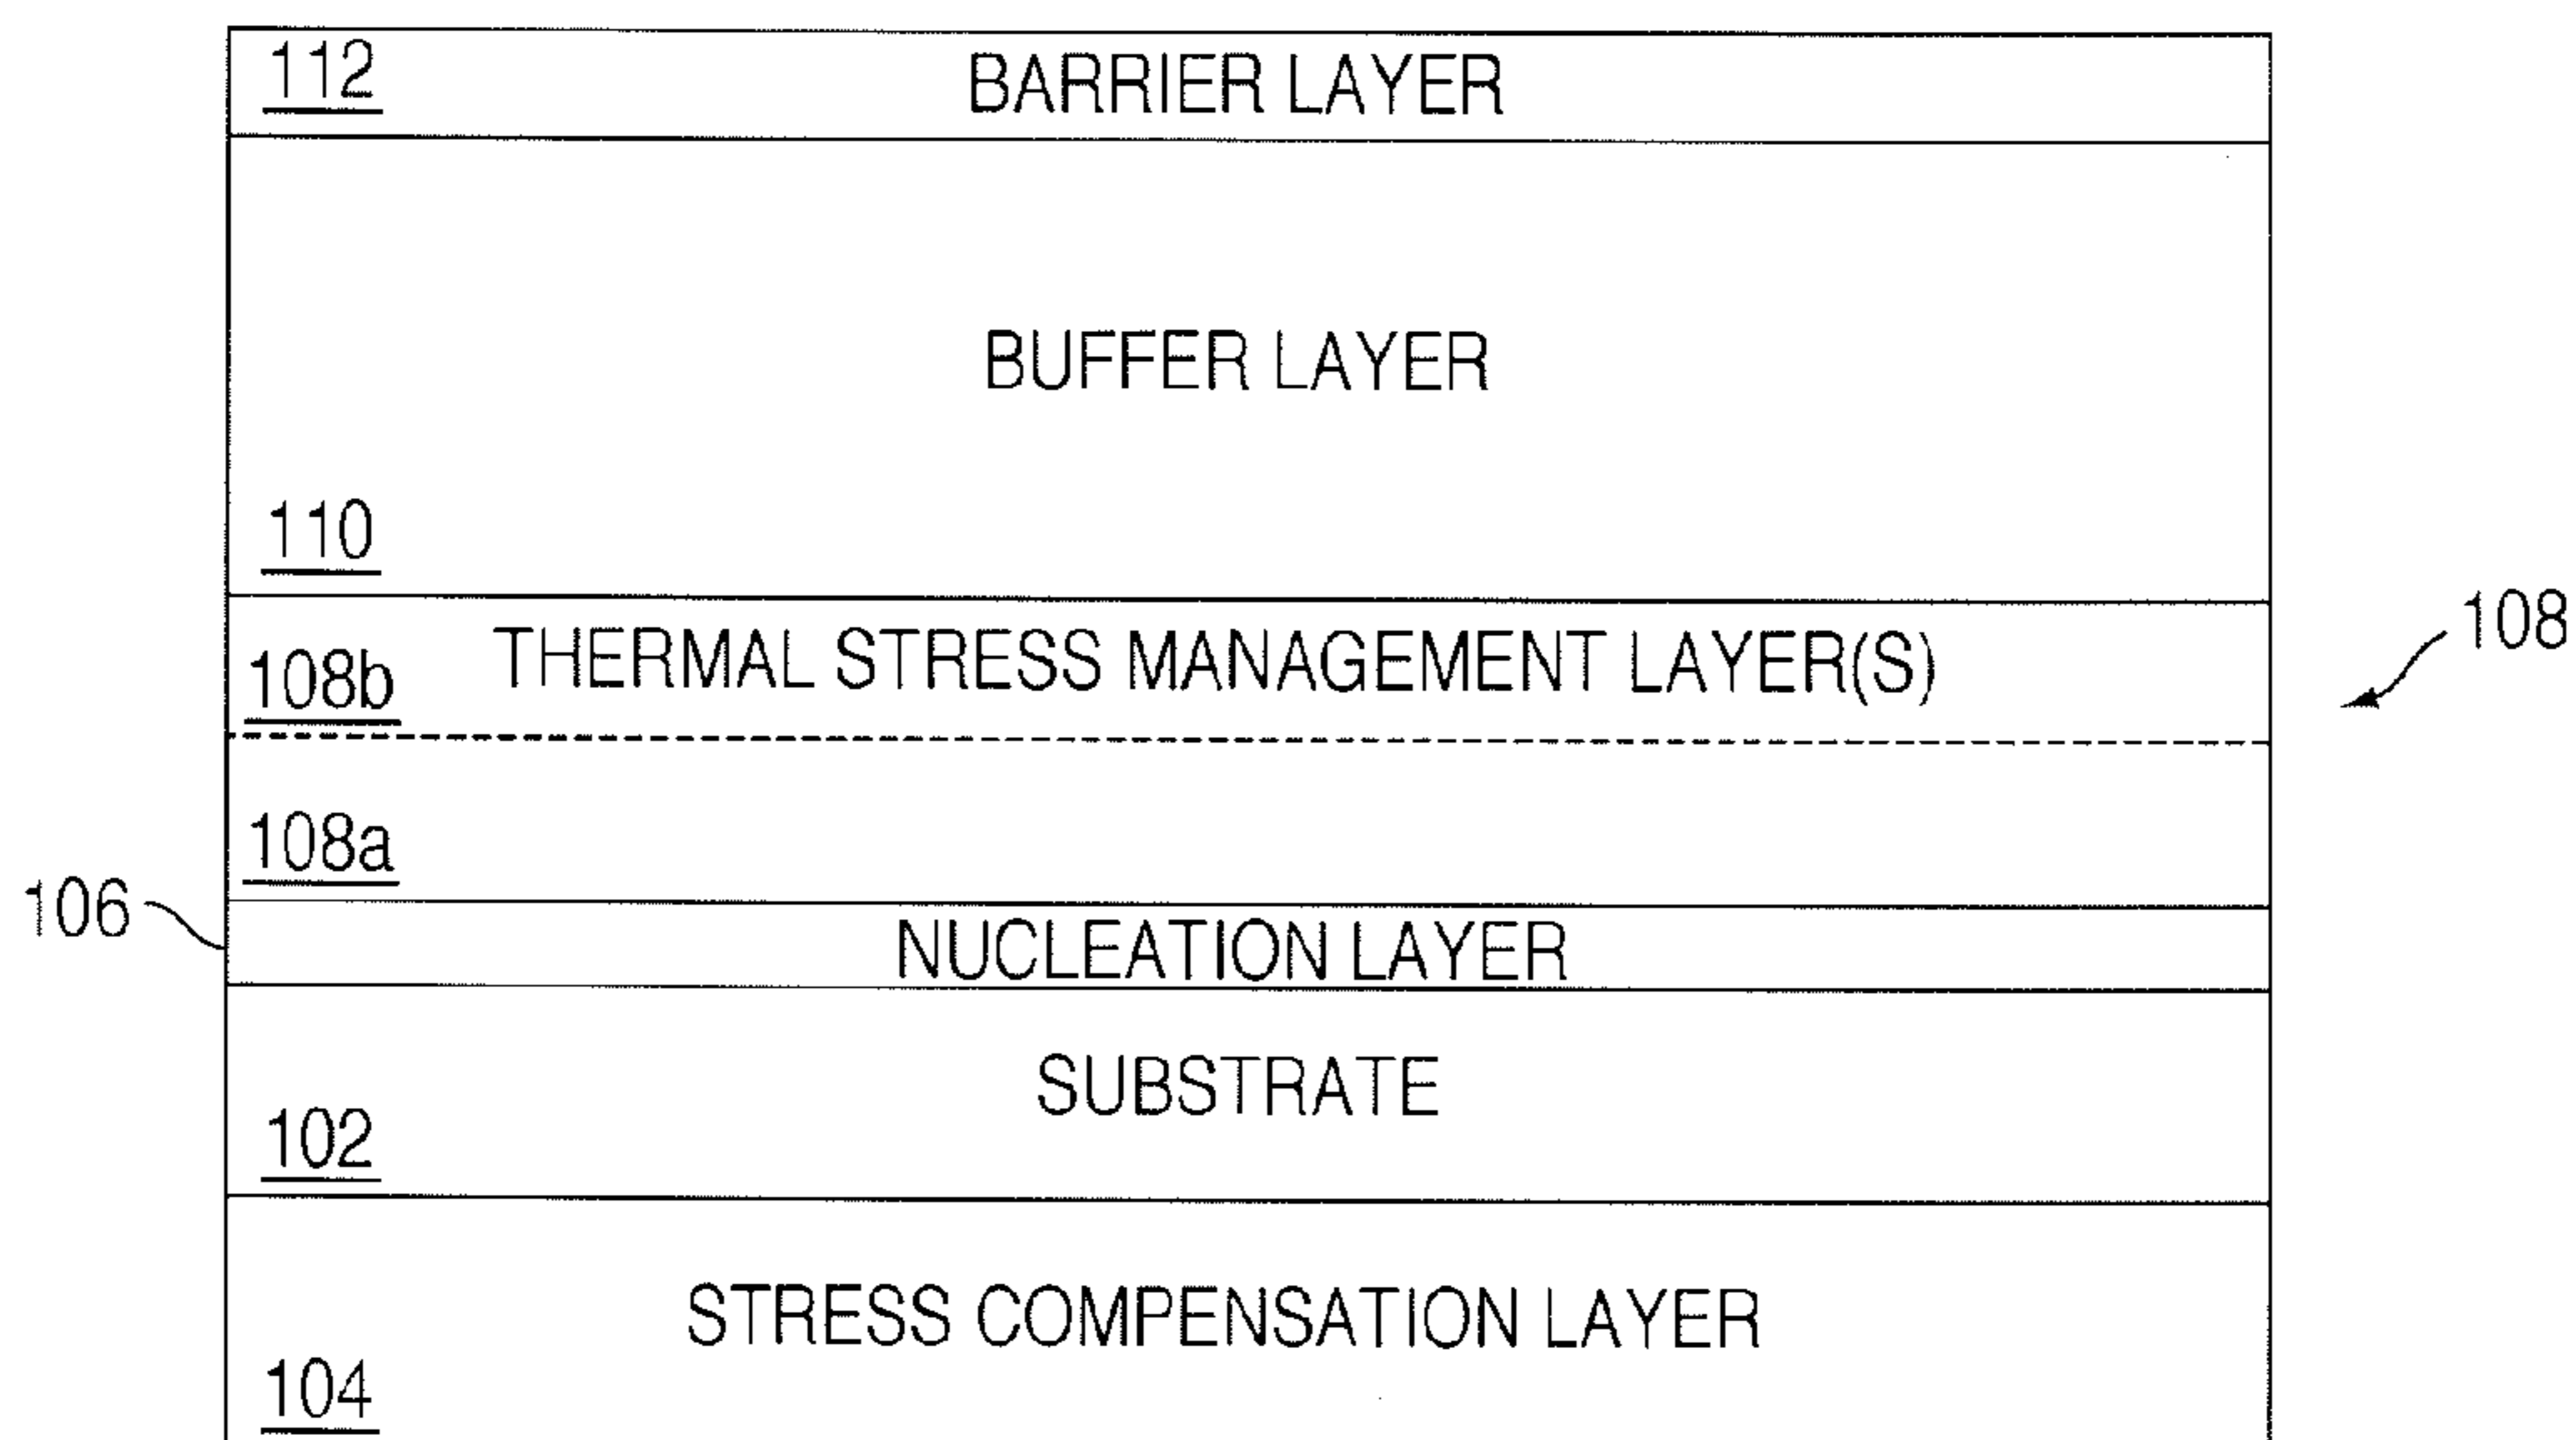 112
BARRIER LAYER
BUFFER LAYER
110
THERMAL STRESS MANAGEMENT LAYER(S)
108b
108
108a
106
NUCLEATION LAYER
SUBSTRATE
102
STRESS COMPENSATION LAYER
104